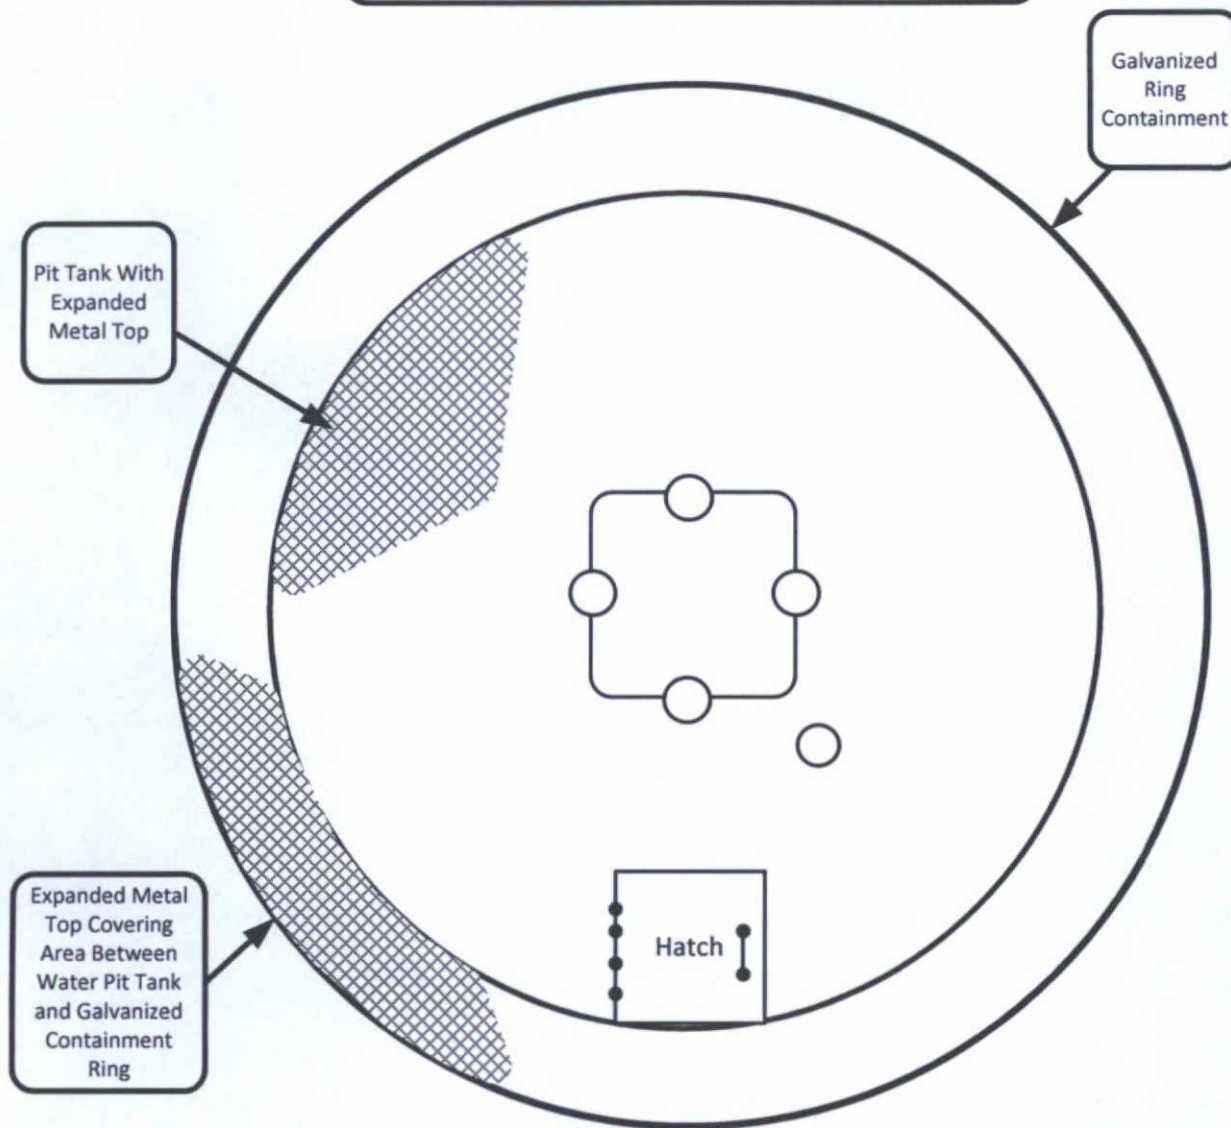 Galvanized
Ring
Containment
Pit Tank With
Expanded
Metal Top
Expanded Metal
Top Covering
Area Between
Water Pit Tank
and Galvanized
Containment
Ring
Hatch